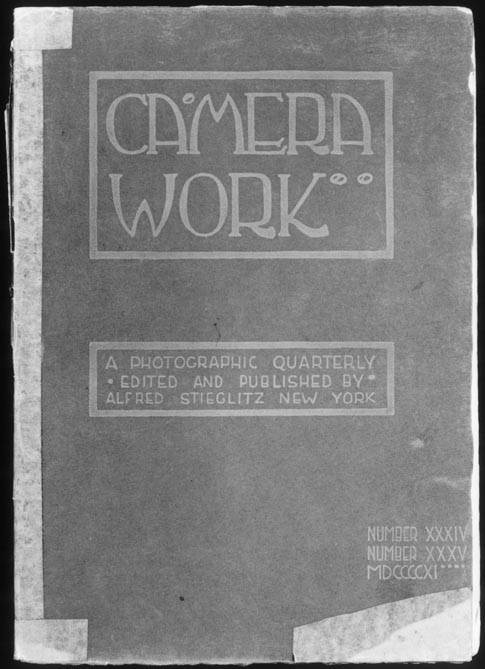 CAMERA
WORK
A PHOTOGRAPHIC QUARTERLY
• EDITED AND PUBLISHED BY •
ALFRED STIEGLITZ NEW YORK
NUMBER XXXIV
NUMBER XXXV
MDCCCCXI